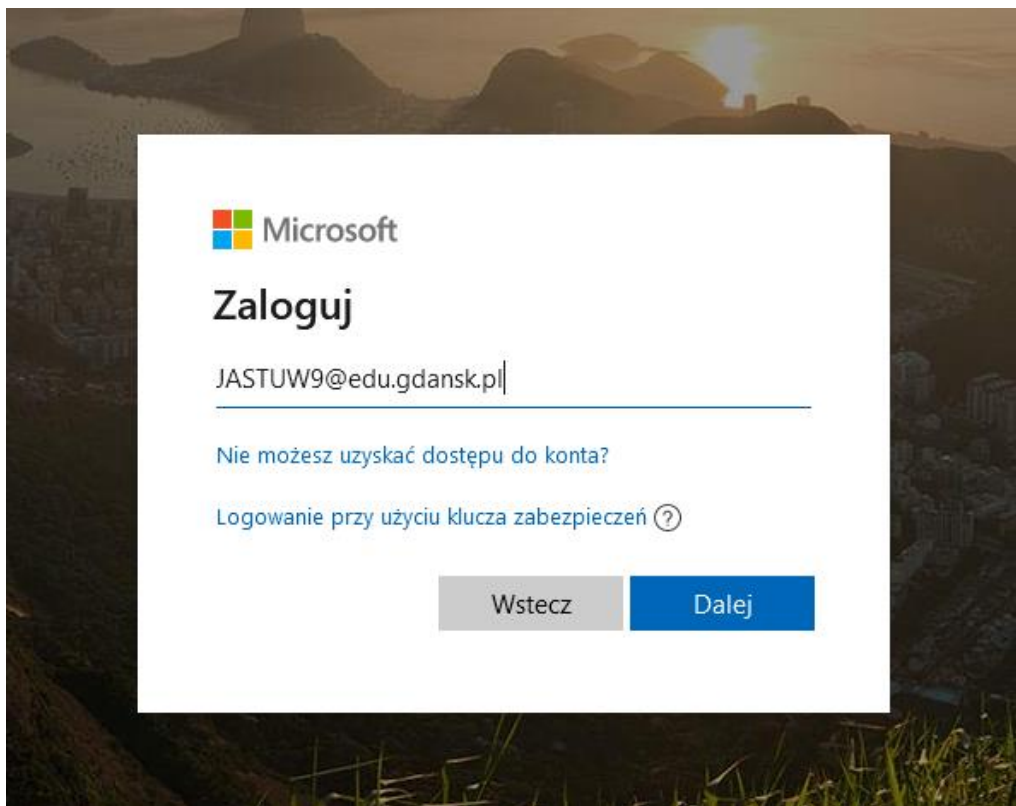 Microsoft
Zaloguj
JASTUW9@edu.gdansk.pl
Nie możesz uzyskać dostępu do konta?
Logowanie przy użyciu klucza zabezpieczeń ?
Wstecz Dalej